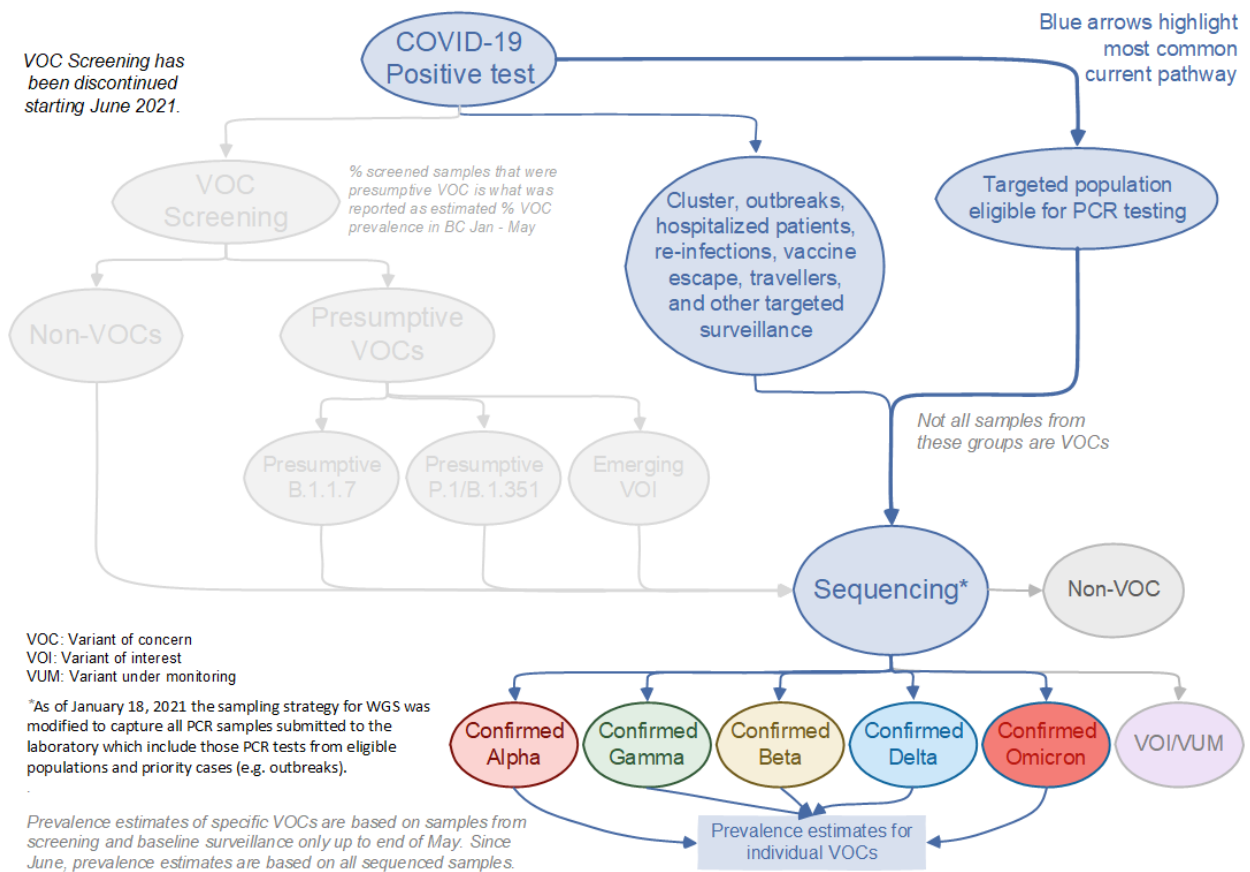 COVID-19
Positive test
Blue arrows highlight
most common
current pathway
VOC Screening has
been discontinued
starting June 2021.
VOC
Screening
% screened samples that were
presumptive VOC is what was
reported as estimated % VOC
prevalence in BC Jan - May
Cluster, outbreaks,
hospitalized patients,
re-infections, vaccine
escape, travellers,
and other targeted
surveillance
Targeted population
eligible for PCR testing
Non-VOCs
Presumptive
VOCs
Not all samples from
these groups are VOCs
Presumptive
B.1.1.7
Presumptive
P.1/B.1.351
Emerging
VOI
Sequencing*
Non-VOC
VOC: Variant of concern
VOI: Variant of interest
VUM: Variant under monitoring
*As of January 18, 2021 the sampling strategy for WGS was
modified to capture all PCR samples submitted to the
laboratory which include those PCR tests from eligible
populations and priority cases (e.g. outbreaks).
.
Confirmed
Alpha
Confirmed
Gamma
Confirmed
Beta
Confirmed
Delta
Confirmed
Omicron
VOI/VUM
Prevalence estimates for
individual VOCs
Prevalence estimates of specific VOCs are based on samples from
screening and baseline surveillance only up to end of May. Since
June, prevalence estimates are based on all sequenced samples.